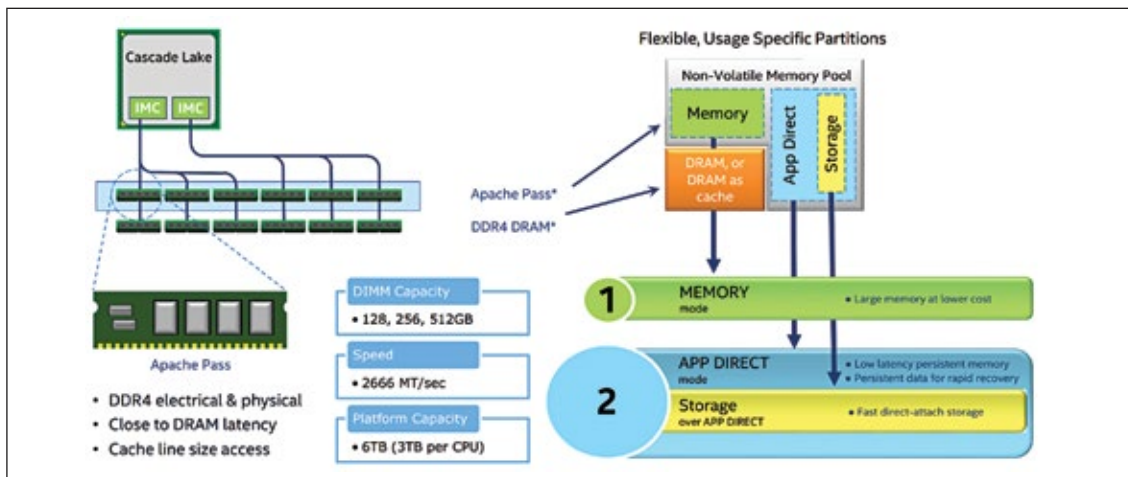 Cascade Lake
IMC
IMC
Apache Pass
• DDR4 electrical & physical
• Close to DRAM latency
• Cache line size access
DIMM Capacity
• 128, 256, 512GB
Speed
• 2666 MT/sec
Platform Capacity
• 6TB (3TB per CPU)
Flexible, Usage Specific Partitions
Non-Volatile Memory Pool
Memory
DRAM, or
DRAM as
cache
App Direct
Storage
Apache Pass*
DDR4 DRAM*
1
MEMORY
mode
• Large memory at lower cost
2
APP DIRECT
mode
• Low latency persistent memory
• Persistent data for rapid recovery
Storage
over APP DIRECT
• Fast direct-attach storage